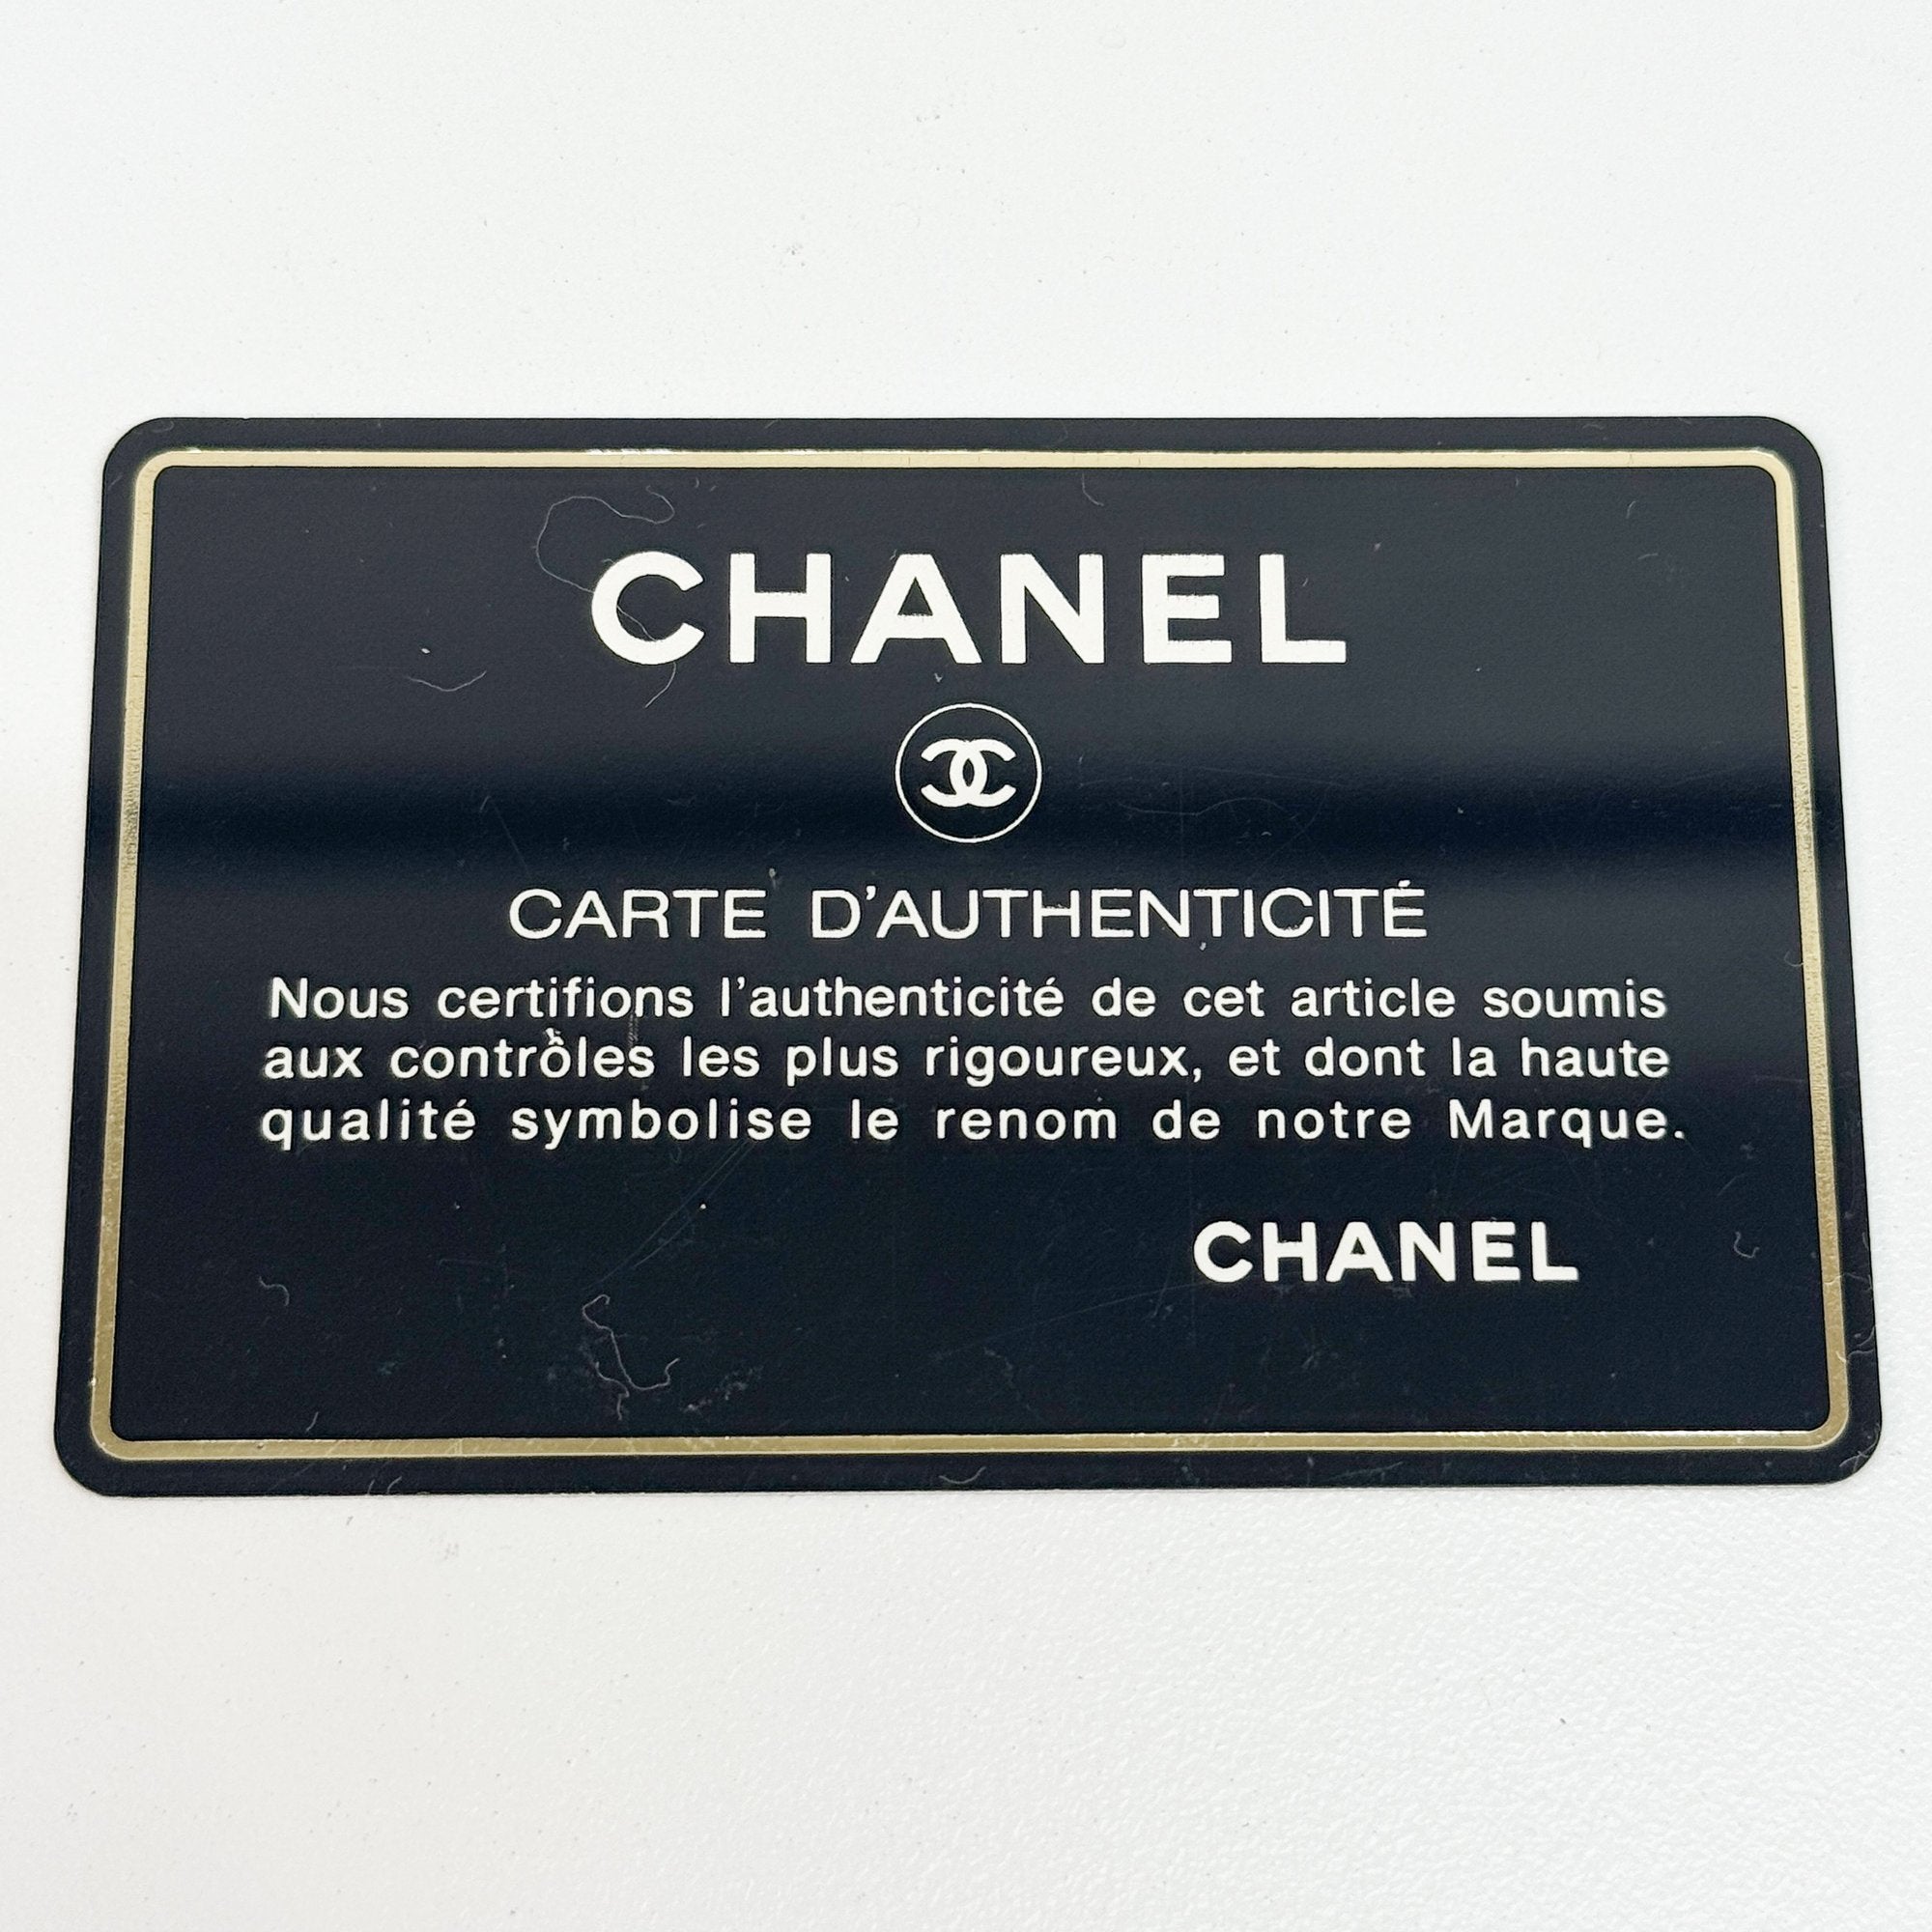 CHANEL
CARTE D'AUTHENTICITÉ
Nous certifions l'authenticité de cet article soumis
aux contrôles les plus rigoureux, et dont la haute
qualité symbolise le renom de notre Marque.
CHANEL